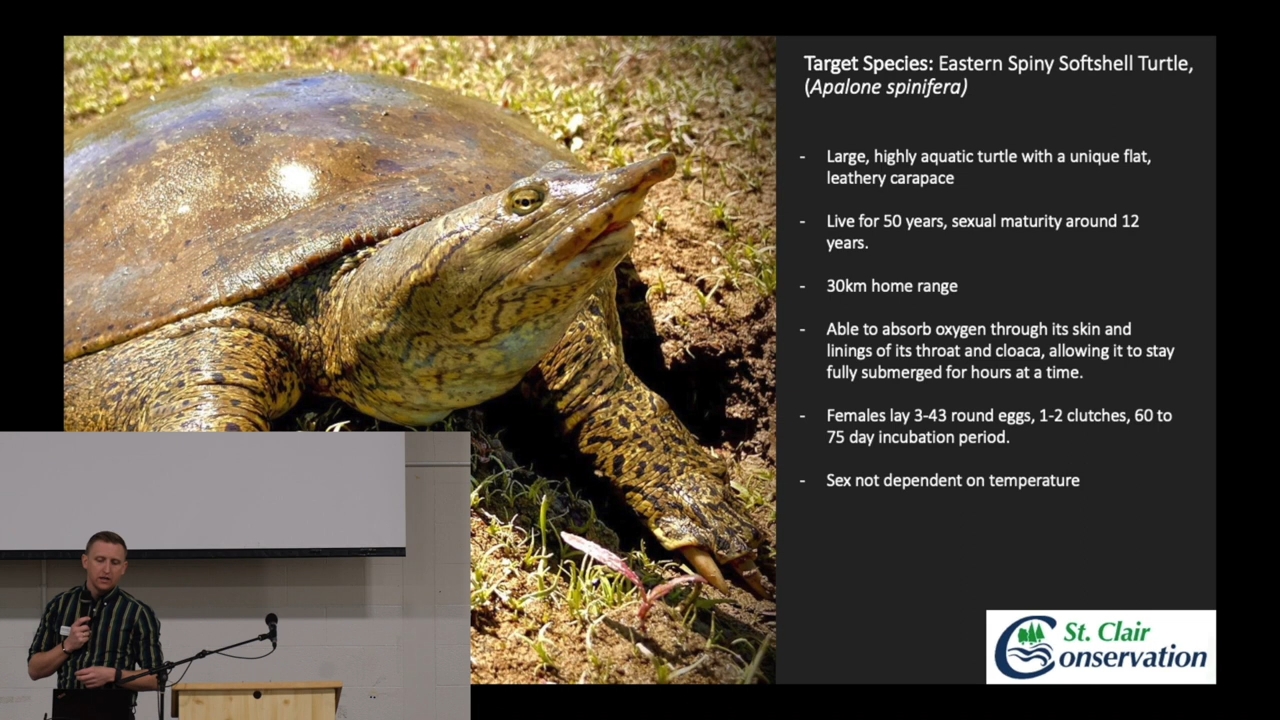 Target Species: Eastern Spiny Softshell Turtle,
(Apalone spinifera)
- Large, highly aquatic turtle with a unique flat,
leathery carapace
- Live for 50 years, sexual maturity around 12
years.
- 30km home range
- Able to absorb oxygen through its skin and
linings of its throat and cloaca, allowing it to stay
fully submerged for hours at a time.
- Females lay 3-43 round eggs, 1-2 clutches, 60 to
75 day incubation period.
- Sex not dependent on temperature
St. Clair
Conservation